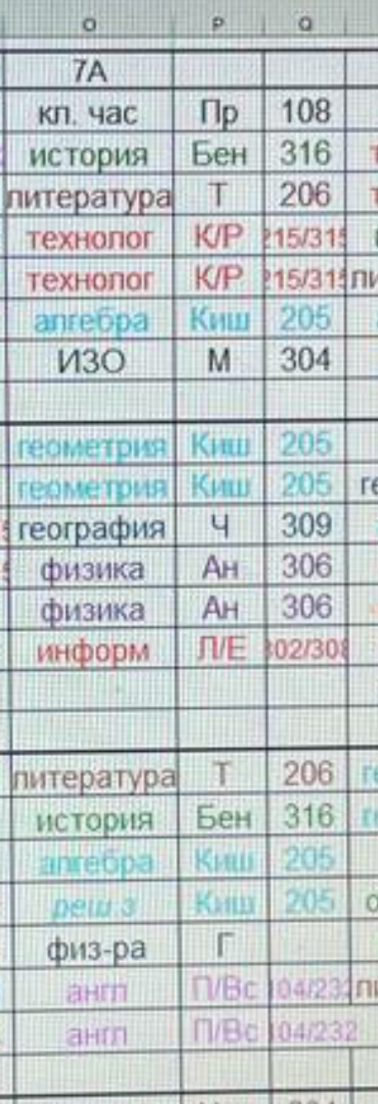 O P Q
7А
кл. час Пр 108
история Бен 316
литература Т 206
технолог К/Р 215/315
технолог К/Р 215/315
алгебра Киш 205
ИЗО М 304
геометрия Киш 205
геометрия Киш 205
география Ч 309
физика Ан 306
физика Ан 306
информ Л/Е 302/308
литература Т 206
история Бен 316
алгебра Киш 205
реш з Киш 205
физ-ра Г
англ П/Вс 104/232
англ П/Вс 104/232